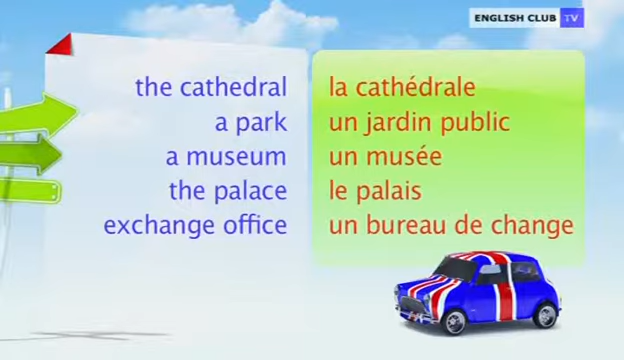 ENGLISH CLUB TV
the cathedral la cathédrale
a park un jardin public
a museum un musée
the palace le palais
exchange office un bureau de change